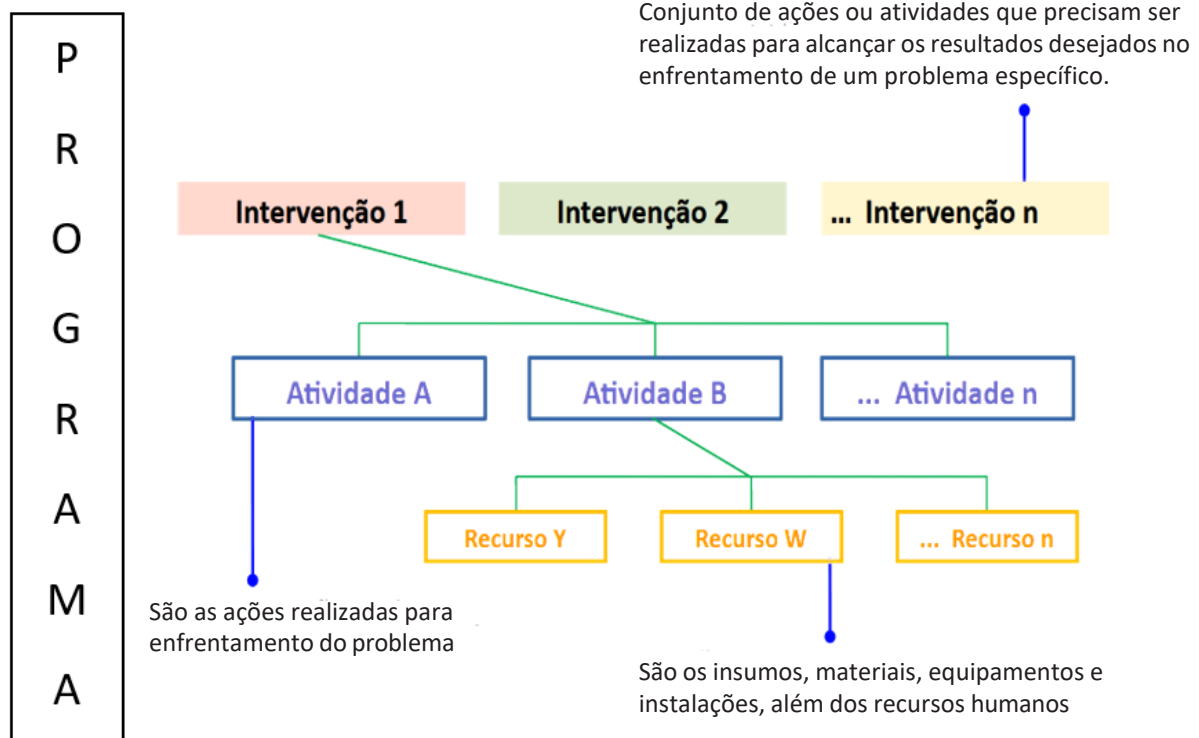 P
R
O
G
R
A
M
A
Conjunto de ações ou atividades que precisam ser
realizadas para alcançar os resultados desejados no
enfrentamento de um problema específico.
Intervenção 1
Intervenção 2
... Intervenção n
Atividade A
Atividade B
... Atividade n
Recurso Y
Recurso W
... Recurso n
São as ações realizadas para
enfrentamento do problema
São os insumos, materiais, equipamentos e
instalações, além dos recursos humanos